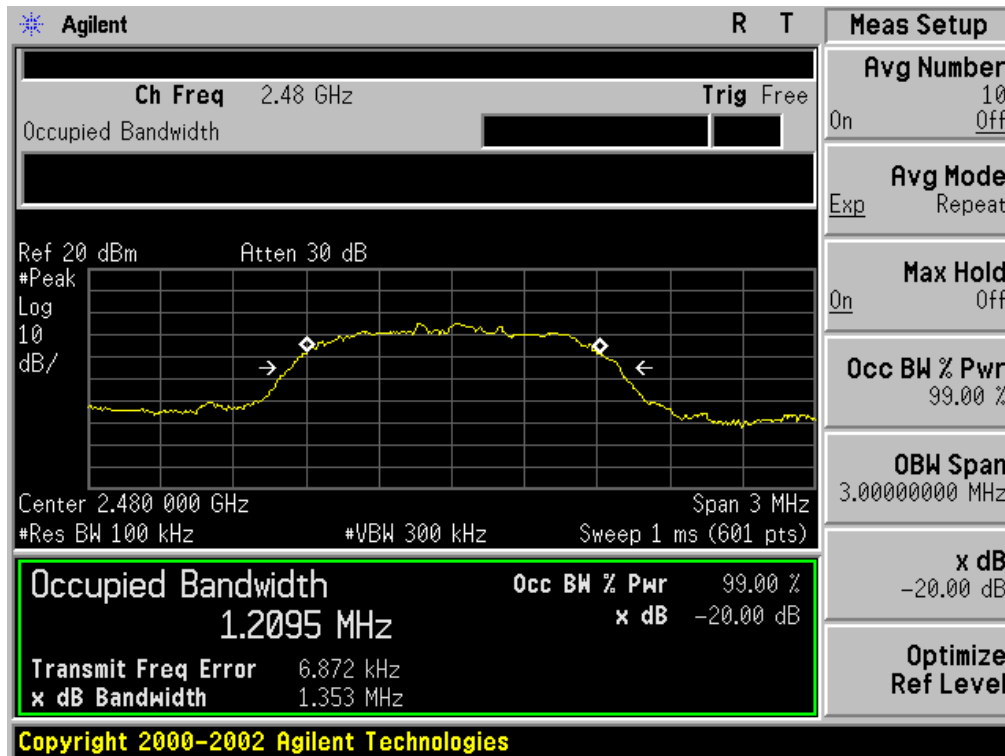 Agilent R T
Ch Freq 2.48 GHz Trig Free
Occupied Bandwidth
Ref 20 dBm Atten 30 dB
#Peak
Log
10
dB/
Center 2.480 000 GHz Span 3 MHz
#Res BW 100 kHz #VBW 300 kHz Sweep 1 ms (601 pts)
Occupied Bandwidth Occ BW % Pwr 99.00 %
1.2095 MHz x dB -20.00 dB
Transmit Freq Error 6.872 kHz
x dB Bandwidth 1.353 MHz
Copyright 2000-2002 Agilent Technologies
Meas Setup
Avg Number
10
On Off
Avg Mode
Exp Repeat
Max Hold
On Off
Occ BW % Pwr
99.00 %
OBW Span
3.00000000 MHz
x dB
-20.00 dB
Optimize
Ref Level